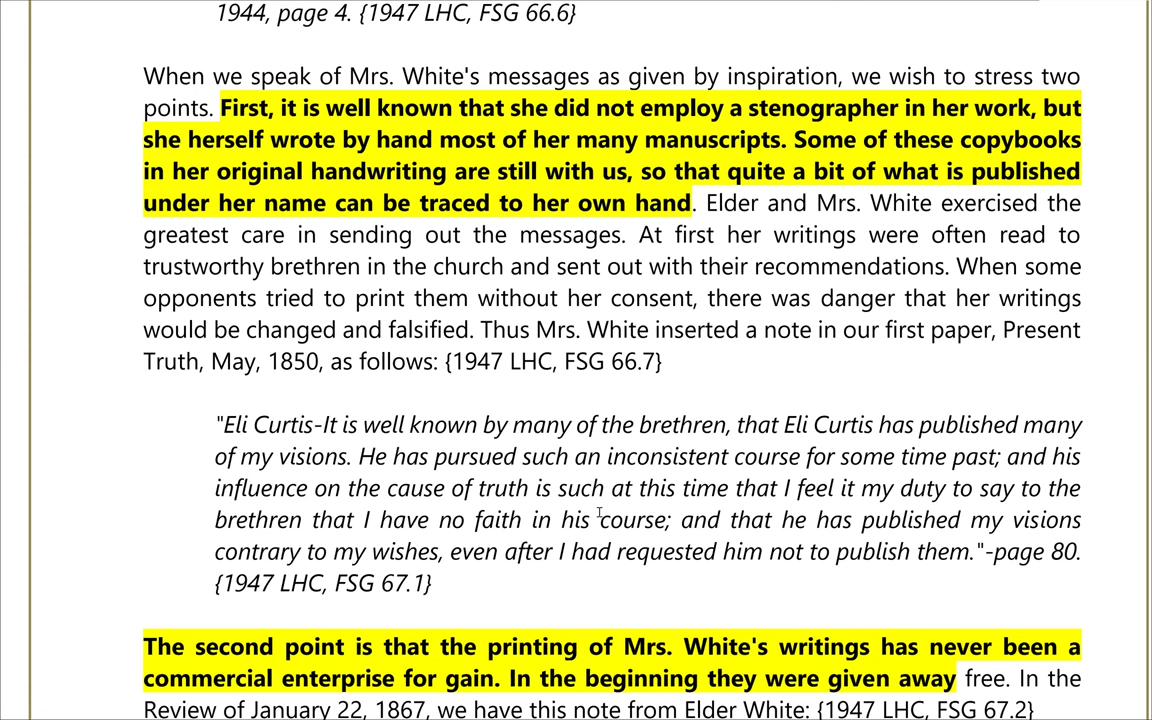 1944, page 4. {1947 LHC, FSG 66.6}
When we speak of Mrs. White's messages as given by inspiration, we wish to stress two
points. First, it is well known that she did not employ a stenographer in her work, but
she herself wrote by hand most of her many manuscripts. Some of these copybooks
in her original handwriting are still with us, so that quite a bit of what is published
under her name can be traced to her own hand. Elder and Mrs. White exercised the
greatest care in sending out the messages. At first her writings were often read to
trustworthy brethren in the church and sent out with their recommendations. When some
opponents tried to print them without her consent, there was danger that her writings
would be changed and falsified. Thus Mrs. White inserted a note in our first paper, Present
Truth, May, 1850, as follows: {1947 LHC, FSG 66.7}
"Eli Curtis-It is well known by many of the brethren, that Eli Curtis has published many
of my visions. He has pursued such an inconsistent course for some time past; and his
influence on the cause of truth is such at this time that I feel it my duty to say to the
brethren that I have no faith in his course; and that he has published my visions
contrary to my wishes, even after I had requested him not to publish them."-page 80.
{1947 LHC, FSG 67.1}
The second point is that the printing of Mrs. White's writings has never been a
commercial enterprise for gain. In the beginning they were given away free. In the
Review of January 22, 1867, we have this note from Elder White: {1947 LHC, FSG 67.2}